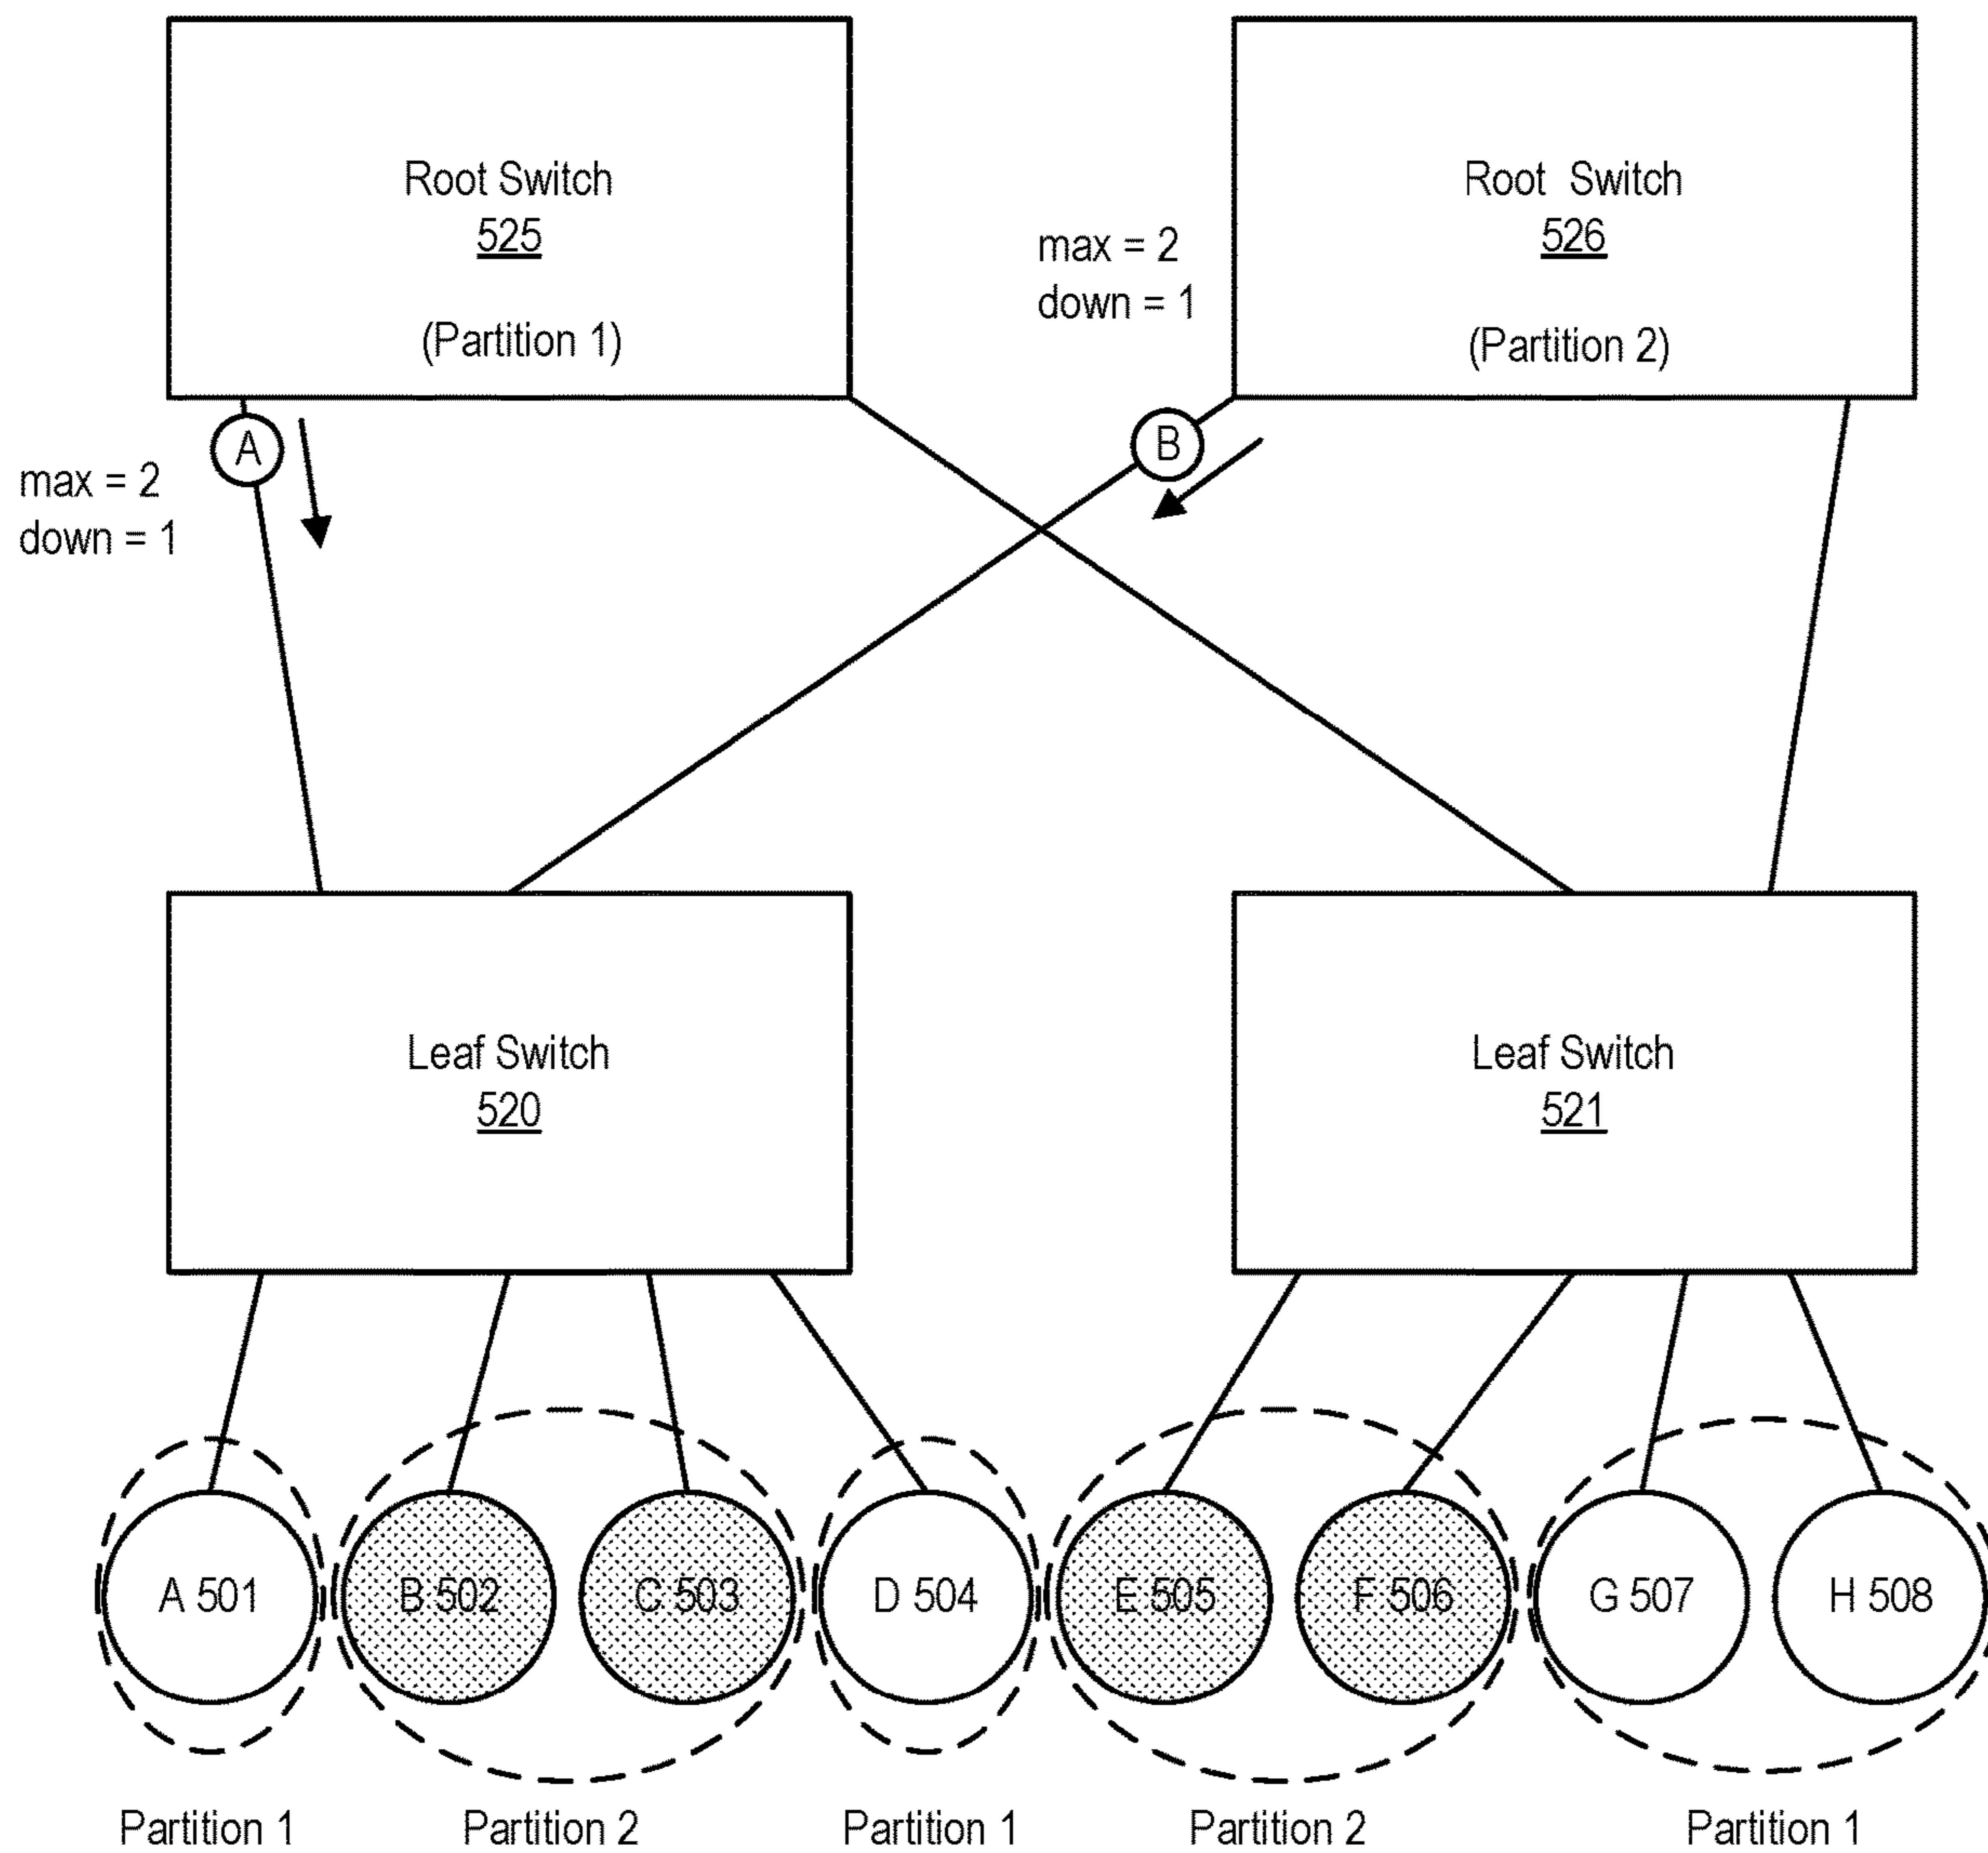 Root Switch
525
(Partition 1)
Root Switch
526
(Partition 2)
max = 2
down = 1
A
max = 2
down = 1
B
Leaf Switch
520
Leaf Switch
521
A 501
B 502
C 503
D 504
E 505
F 506
G 507
H 508
Partition 1
Partition 2
Partition 1
Partition 2
Partition 1